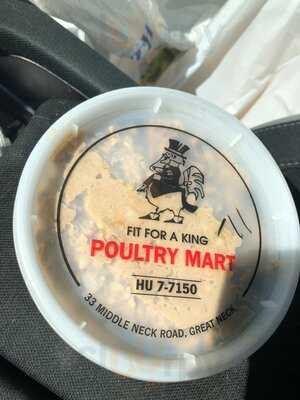 FIT FOR A KING
POULTRY MART
HU 7-7150
33 MIDDLE NECK ROAD, GREAT NECK